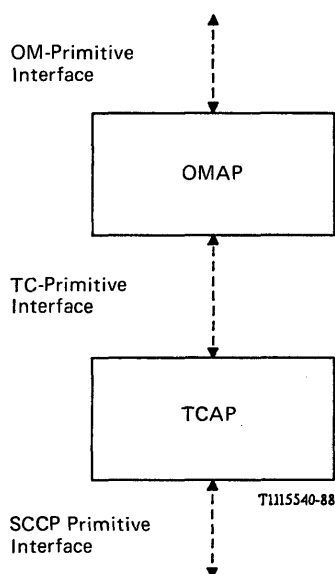 OM-Primitive
Interface
OMAP
TC-Primitive
Interface
TCAP
T1115540-88
SCCP Primitive
Interface